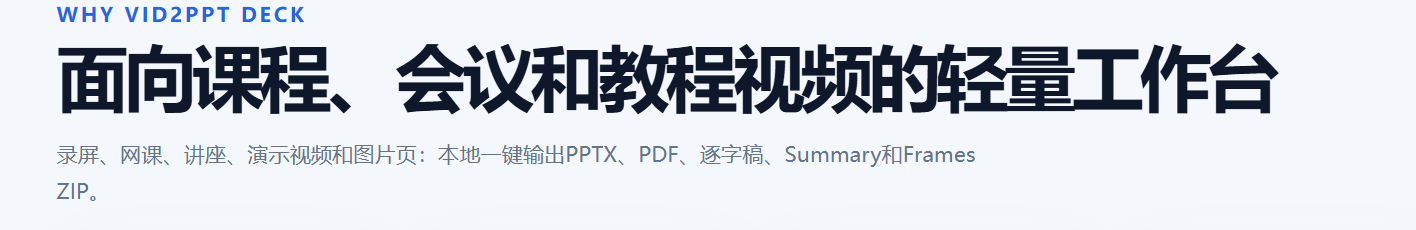 WHY VID2PPT DECK
面向课程、会议和教程视频的轻量工作台
录屏、网课、讲座、演示视频和图片页：本地一键输出PPTX、PDF、逐字稿、Summary和Frames
ZIP。